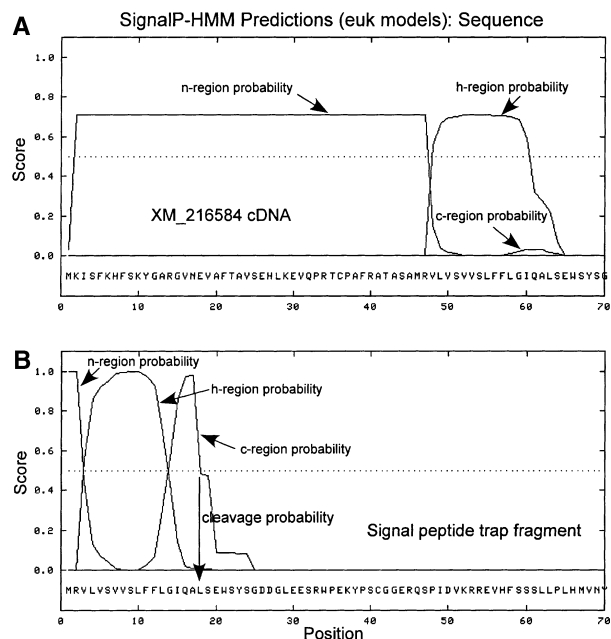 SignalP-HMM Predictions (euk models): Sequence
A
1.0
0.8
0.6
0.4
0.2
0.0
Score
n-region probability
h-region probability
c-region probability
XM_216584 cDNA
MKISFKHFSKYGARGVNEVAFTAVSEHLKEVQPRTCPAFRATASAMRVLVSVVSLFFLGIQALSEWSYSG
0 10 20 30 40 50 60 70
B
1.0
0.8
0.6
0.4
0.2
0.0
Score
n-region probability
h-region probability
c-region probability
cleavage probability
Signal peptide trap fragment
MRVLVSVVSLFFLGIQALSEWSYSGDDGLEESRWPEKYPSCGGERQSPIDVKRREVHFSSSLLPLHMVNY
0 10 20 30 40 50 60 70
Position